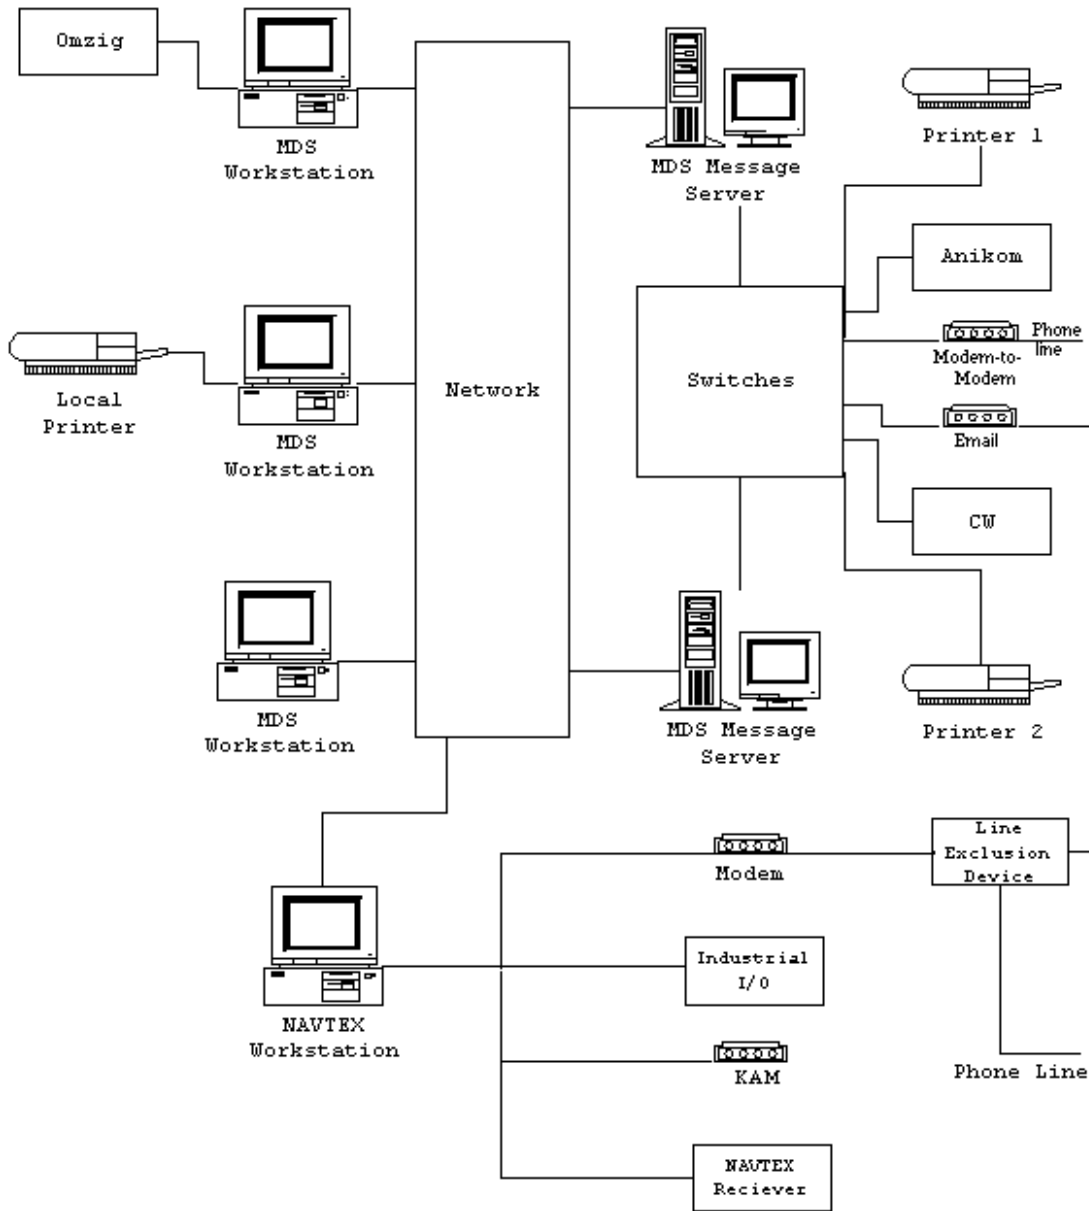 Omzig
MDS
Workstation
MDS Message
Server
Printer 1
Anikom
Phone
line
Modem-to-
Modem
Local
Printer
MDS
Workstation
Network
Switches
Email
CW
MDS
Workstation
MDS Message
Server
Printer 2
Line
Exclusion
Device
Modem
Industrial
I/O
NAVTEX
Workstation
KAM
Phone Line
NAVTEX
Reciever